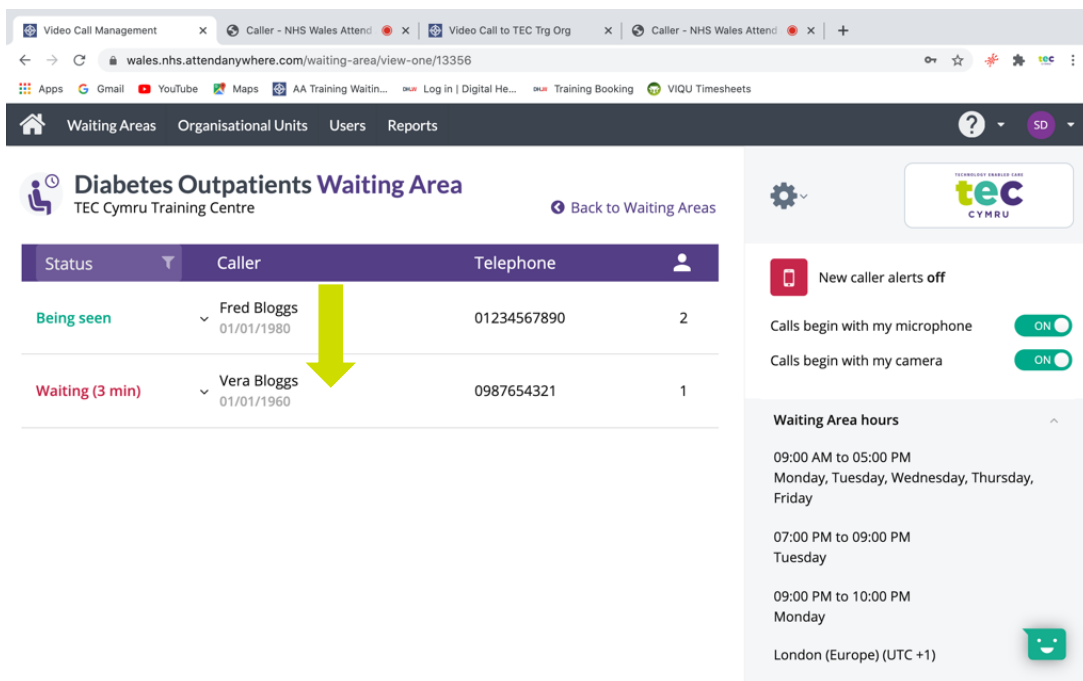 Video Call Management
Caller - NHS Wales Attend
Video Call to TEC Trg Org
Caller - NHS Wales Attend
wales.nhs.attendanywhere.com/waiting-area/view-one/13356
Apps Gmail YouTube Maps AA Training Waitin... Log in | Digital He... Training Booking VIQU Timesheets
Waiting Areas Organisational Units Users Reports ? SD
Diabetes Outpatients Waiting Area
TEC Cymru Training Centre
Back to Waiting Areas
Status Caller Telephone
Being seen Fred Bloggs 01234567890 2
01/01/1980
Waiting (3 min) Vera Bloggs 0987654321 1
01/01/1960
TECHNOLOGY ENABLED CARE
tec
CYMRU
New caller alerts off
Calls begin with my microphone ON
Calls begin with my camera ON
Waiting Area hours
09:00 AM to 05:00 PM
Monday, Tuesday, Wednesday, Thursday,
Friday
07:00 PM to 09:00 PM
Tuesday
09:00 PM to 10:00 PM
Monday
London (Europe) (UTC +1)